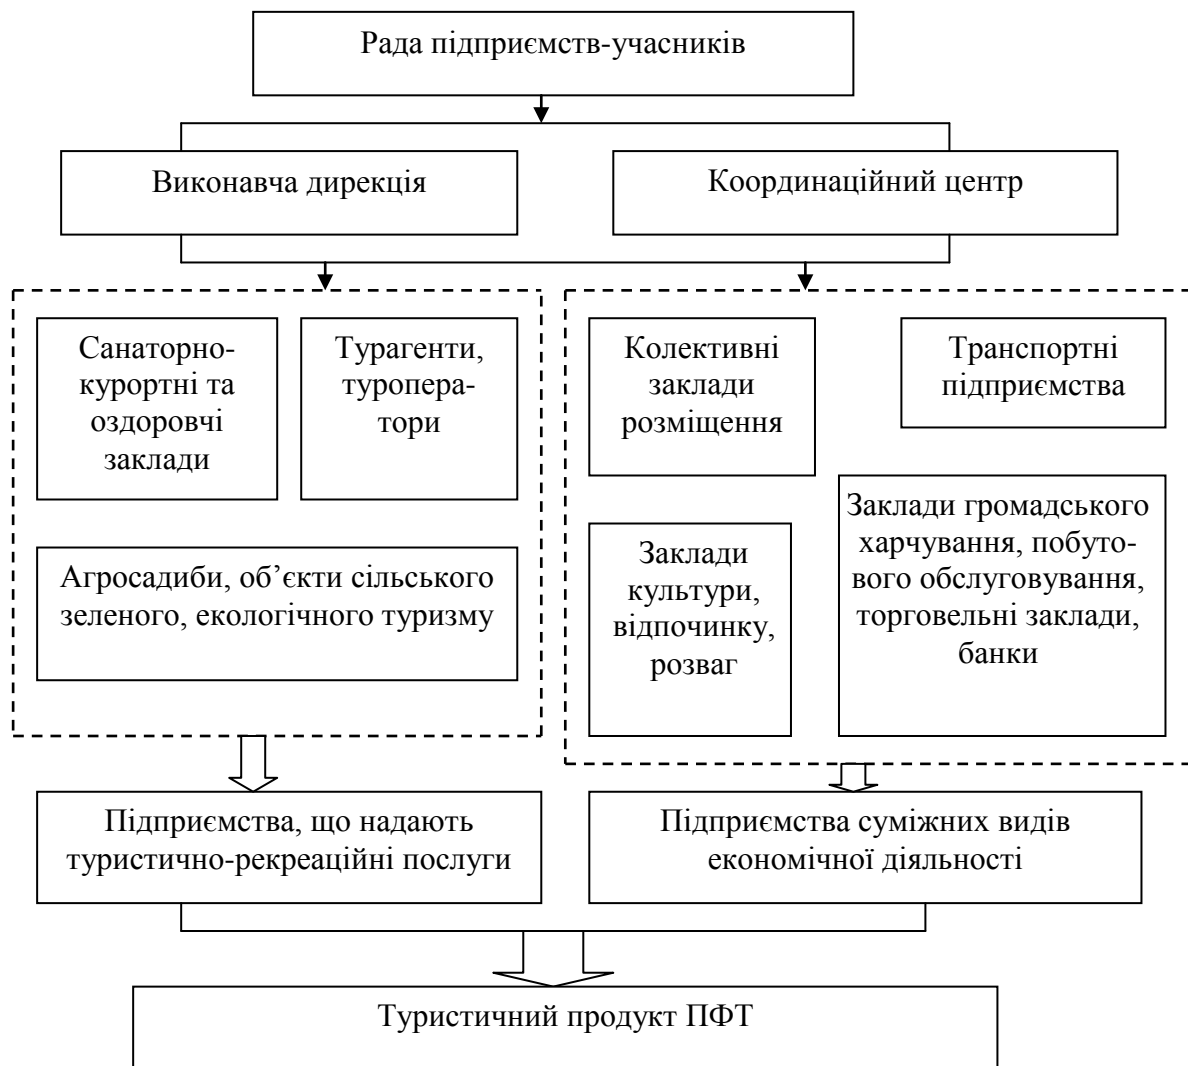 Рада підприємств-учасників
Виконавча дирекція
Координаційний центр
Санаторно-
курортні та
оздоровчі
заклади
Турагенти,
туропера-
тори
Агросадиби, об’єкти сільського
зеленого, екологічного туризму
Колективні
заклади
розміщення
Транспортні
підприємства
Заклади
культури,
відпочинку,
розваг
Заклади громадського
харчування, побуто-
вого обслуговування,
торговельні заклади,
банки
Підприємства, що надають
туристично-рекреаційні послуги
Підприємства суміжних видів
економічної діяльності
Туристичний продукт ПФТ